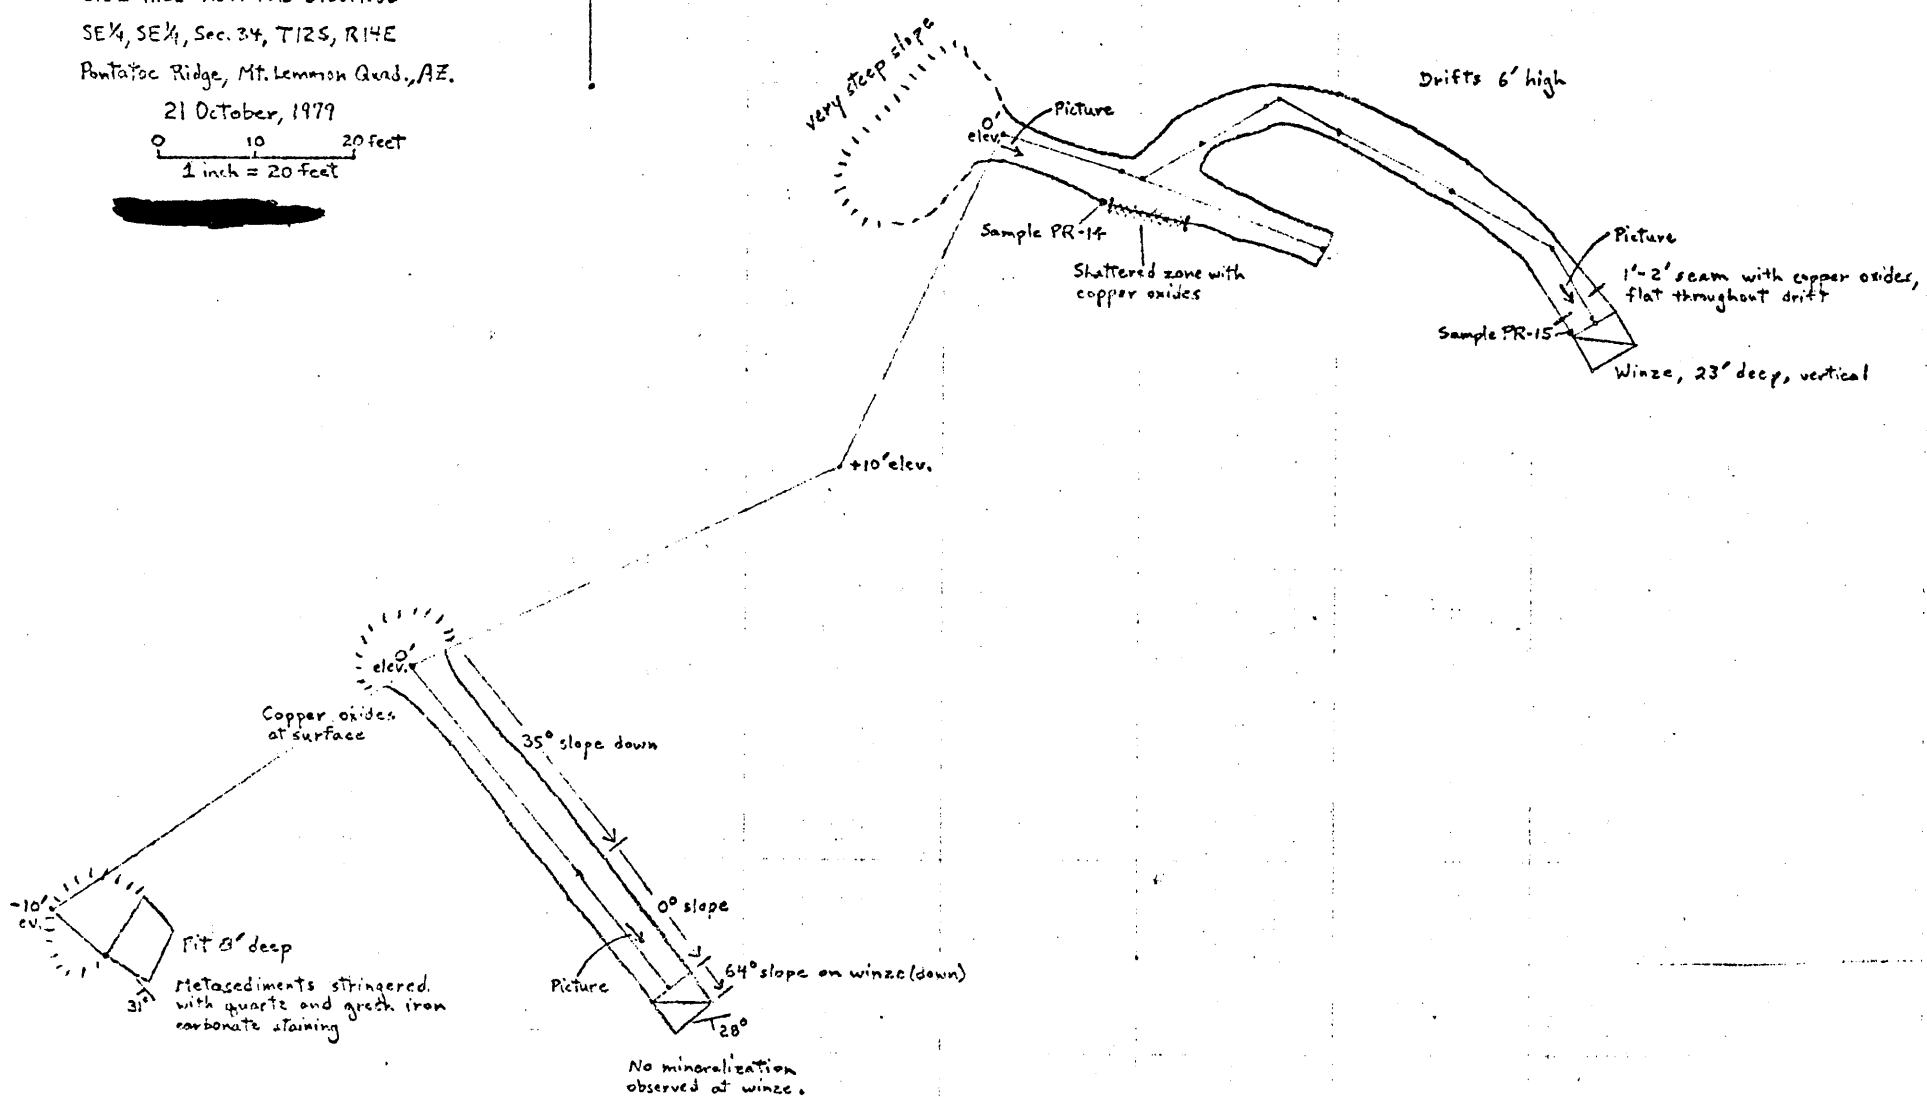 SE¼, SE¼, Sec. 34, T12S, R14E
Pontatoc Ridge, Mt. Lemmon Quad., AZ.
21 October, 1979
0 10 20 feet
1 inch = 20 feet
very steep slope
Drifts 6' high
Picture
0'
elev.
Sample PR-14
Shattered zone with
copper oxides
Picture
1'-2' seam with copper oxides,
flat throughout drift
Sample PR-15
Winze, 23' deep, vertical
+10' elev.
0'
elev.
Copper oxides
at surface
35° slope down
0° slope
-10'
ev.
Pit 8' deep
Metasediments stringered
with quartz and green iron
carbonate staining
31°
Picture
64° slope on winze (down)
28°
No mineralization
observed at winze.